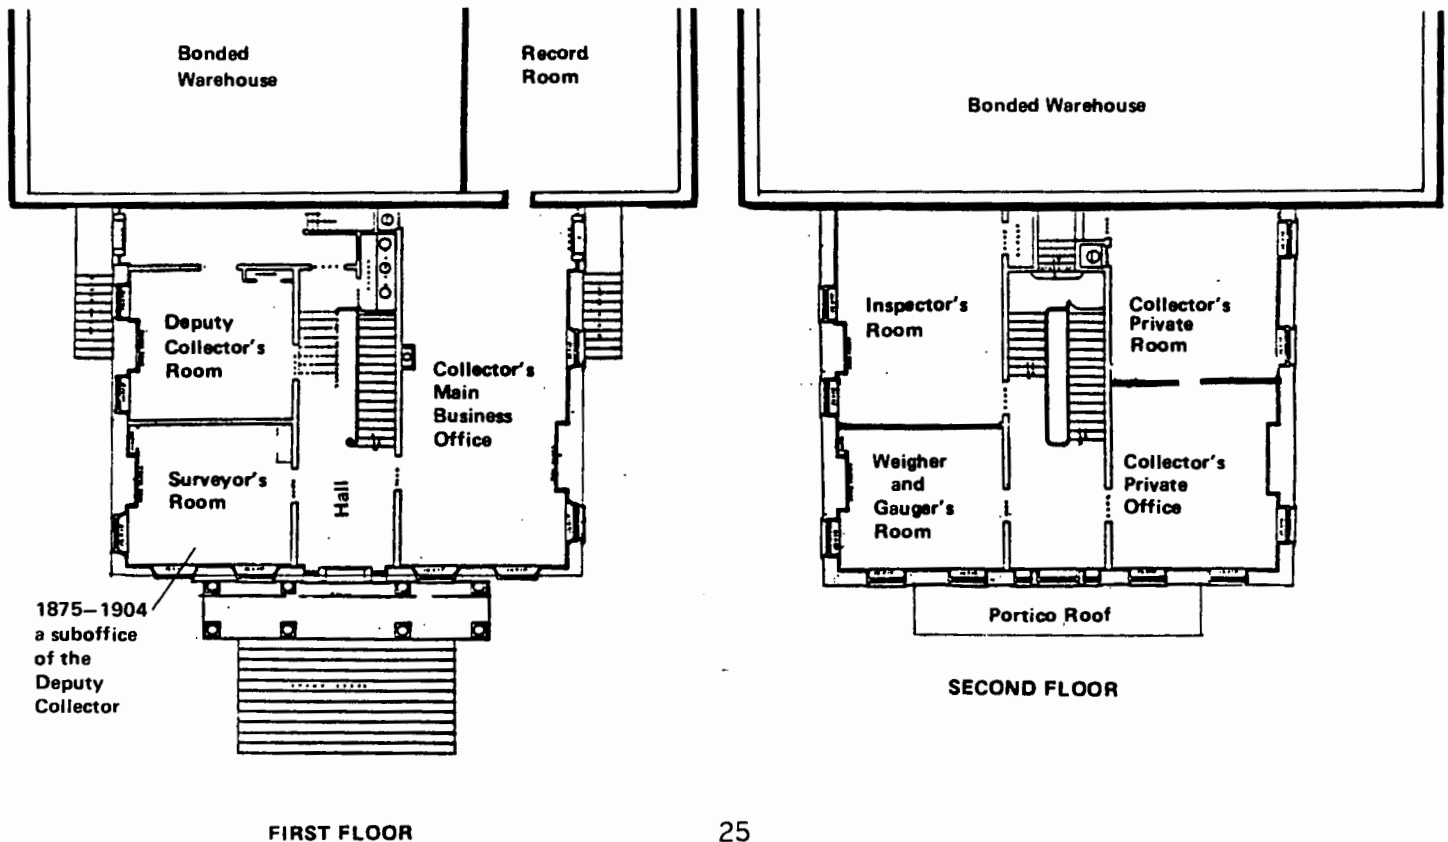 Bonded
Warehouse
Record
Room
Deputy
Collector's
Room
Collector's
Main
Business
Office
Surveyor's
Room
Hall
1875–1904
a suboffice
of the
Deputy
Collector
FIRST FLOOR
Bonded Warehouse
Inspector's
Room
Collector's
Private
Room
Weigher
and
Gauger's
Room
Collector's
Private
Office
Portico Roof
SECOND FLOOR
25